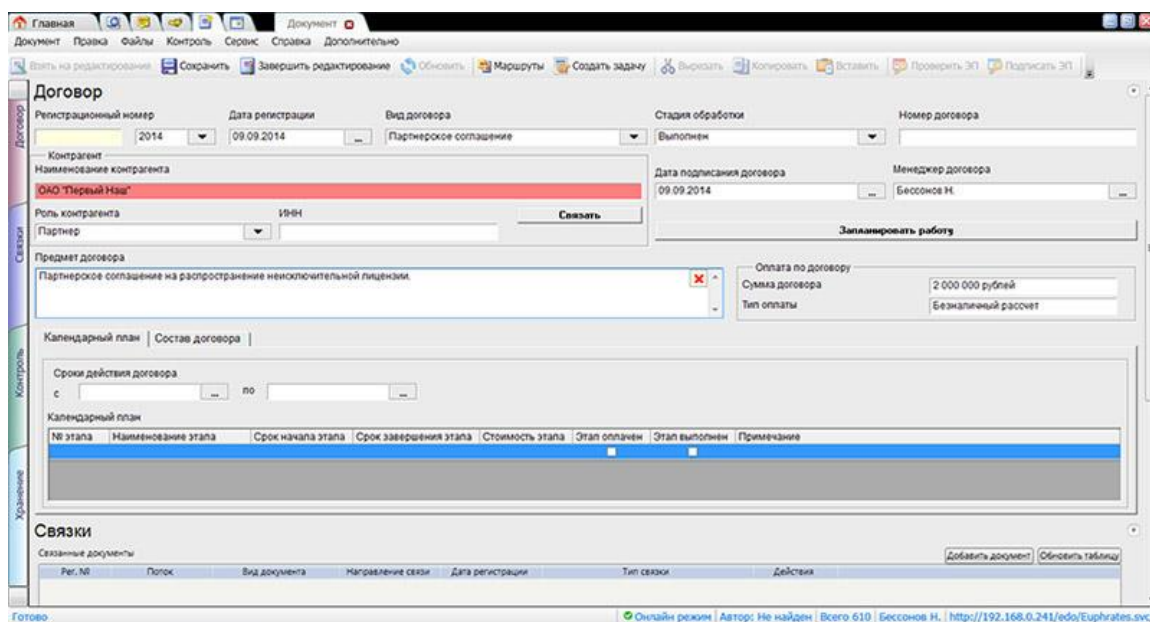 Главная Документ
Документ Правка Файлы Контроль Сервис Справка Дополнительно
Взять на редактирование Сохранить Завершить редактирование Обновить Маршруты Создать задачу Вырезать Копировать Вставить Проверить ЭП Подписать ЭП
Договор
Регистрационный номер Дата регистрации Вид договора Стадия обработки Номер договора
2014 09.09.2014 ... Партнерское соглашение Выполнен
Контрагент
Наименование контрагента Дата подписания договора Менеджер договора
ОАО "Первый Наш" 09.09.2014 ... Бессонов Н. ...
Роль контрагента ИНН Связать
Партнер Запланировать работу
Предмет договора
Партнерское соглашение на распространение неисключительной лицензии.
Оплата по договору
Сумма договора 2 000 000 рублей
Тип оплаты Безналичный рассчет
Календарный план Состав договора
Сроки действия договора
с ... по ...
Календарный план
№ этапа Наименование этапа Срок начала этапа Срок завершения этапа Стоимость этапа Этап оплачен Этап выполнен Примечание
Договор
Связки
Контроль
Хранение
Связки
Связанные документы Добавить документ Обновить таблицу
Рег. № Поток Вид документа Направление связи Дата регистрации Тип связки Действия
Готово Онлайн режим Автор: Не найден Всего 610 Бессонов Н. http://192.168.0.241/edo/Euphrates.svc